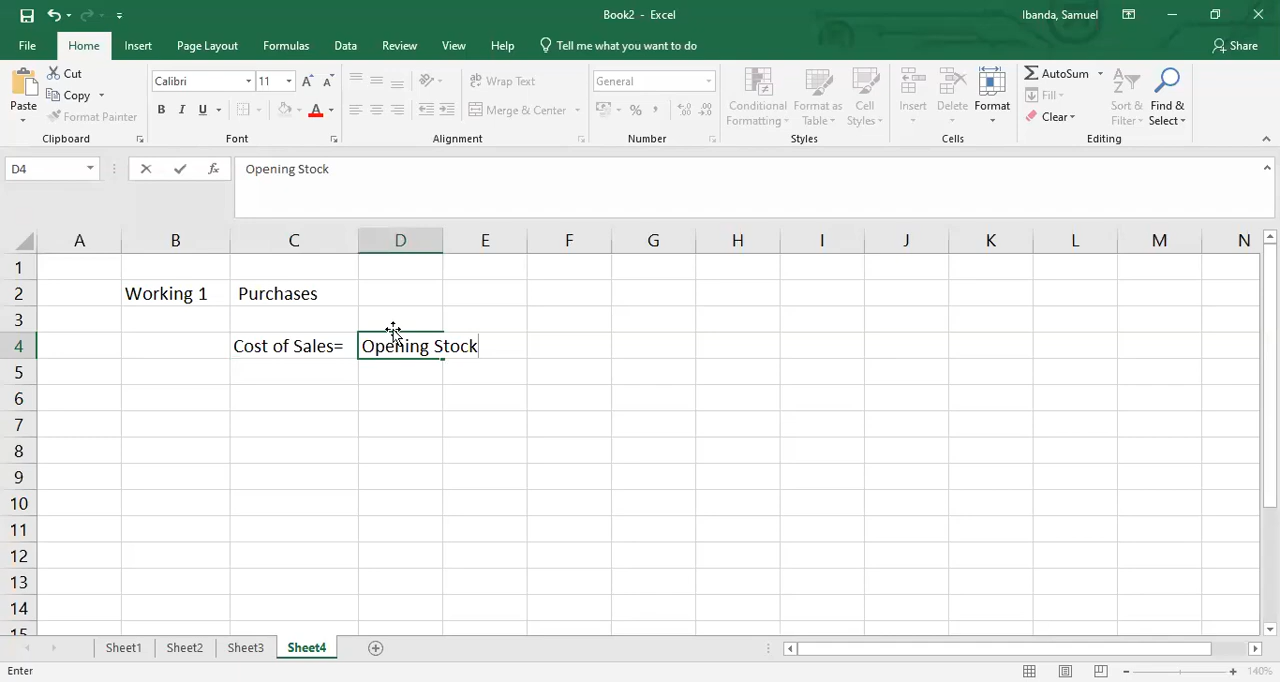 Book2 - Excel
Ibanda, Samuel
File Home Insert Page Layout Formulas Data Review View Help Tell me what you want to do Share
Paste
Cut
Copy
Format Painter
Clipboard
Calibri 11
B I U
Font
Wrap Text
Merge & Center
Alignment
General
%
Number
Conditional Formatting
Format as Table
Cell Styles
Styles
Insert Delete Format
Cells
AutoSum
Fill
Clear
Sort & Filter
Find & Select
Editing
D4
Opening Stock
A B C D E F G H I J K L M N
1
2 Working 1 Purchases
3
4 Cost of Sales= Opening Stock
5
6
7
8
9
10
11
12
13
14
15
Sheet1 Sheet2 Sheet3 Sheet4
Enter
140%